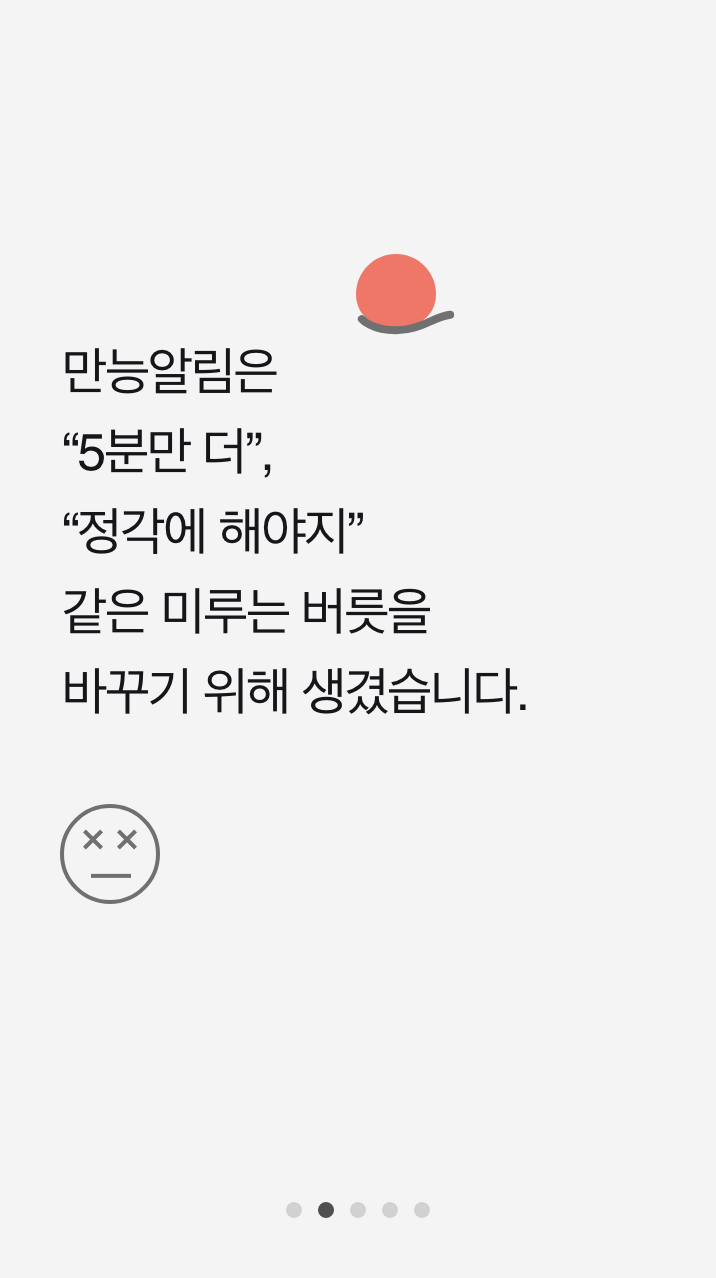 만능알림은
“5분만 더”,
“정각에 해야지”
같은 미루는 버릇을
바꾸기 위해 생겼습니다.